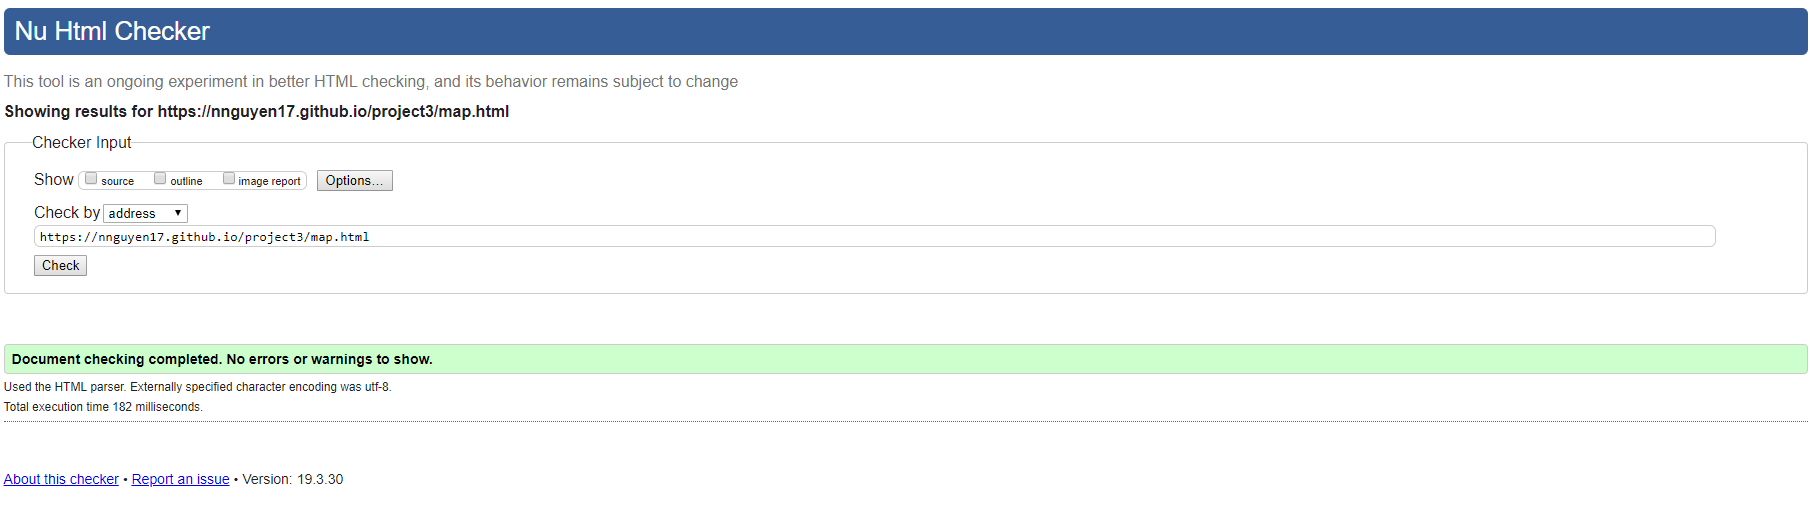 Nu Html Checker
This tool is an ongoing experiment in better HTML checking, and its behavior remains subject to change
Showing results for https://nnguyen17.github.io/project3/map.html
Checker Input
Show source outline image report Options...
Check by address
https://nnguyen17.github.io/project3/map.html
Check
Document checking completed. No errors or warnings to show.
Used the HTML parser. Externally specified character encoding was utf-8.
Total execution time 182 milliseconds.
About this checker • Report an issue • Version: 19.3.30